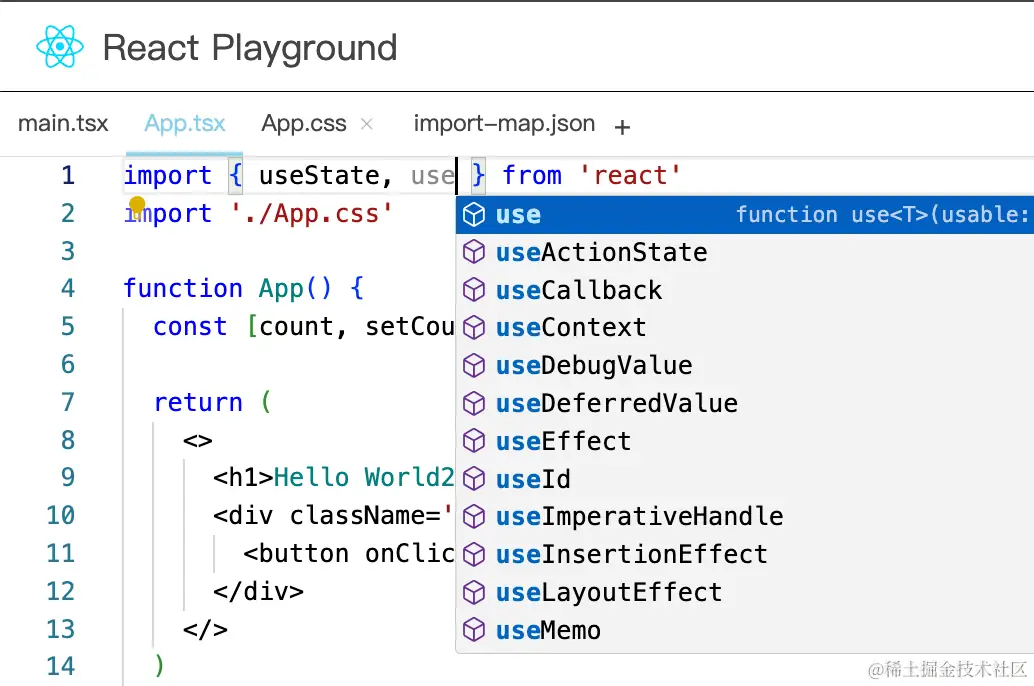 React Playground
main.tsx App.tsx App.css × import-map.json +
1 import { useState, use } from 'react'
2 import './App.css'
use function use<T>(usable:
3
useActionState
4 function App() {
useCallback
5 const [count, setCou
useContext
6
useDebugValue
7 return (
useDeferredValue
8 <>
useEffect
9 <h1>Hello World2
useId
10 <div className='
useImperativeHandle
11 <button onClic
useInsertionEffect
12 </div>
useLayoutEffect
13 </>
useMemo
14 )
@稀土掘金技术社区